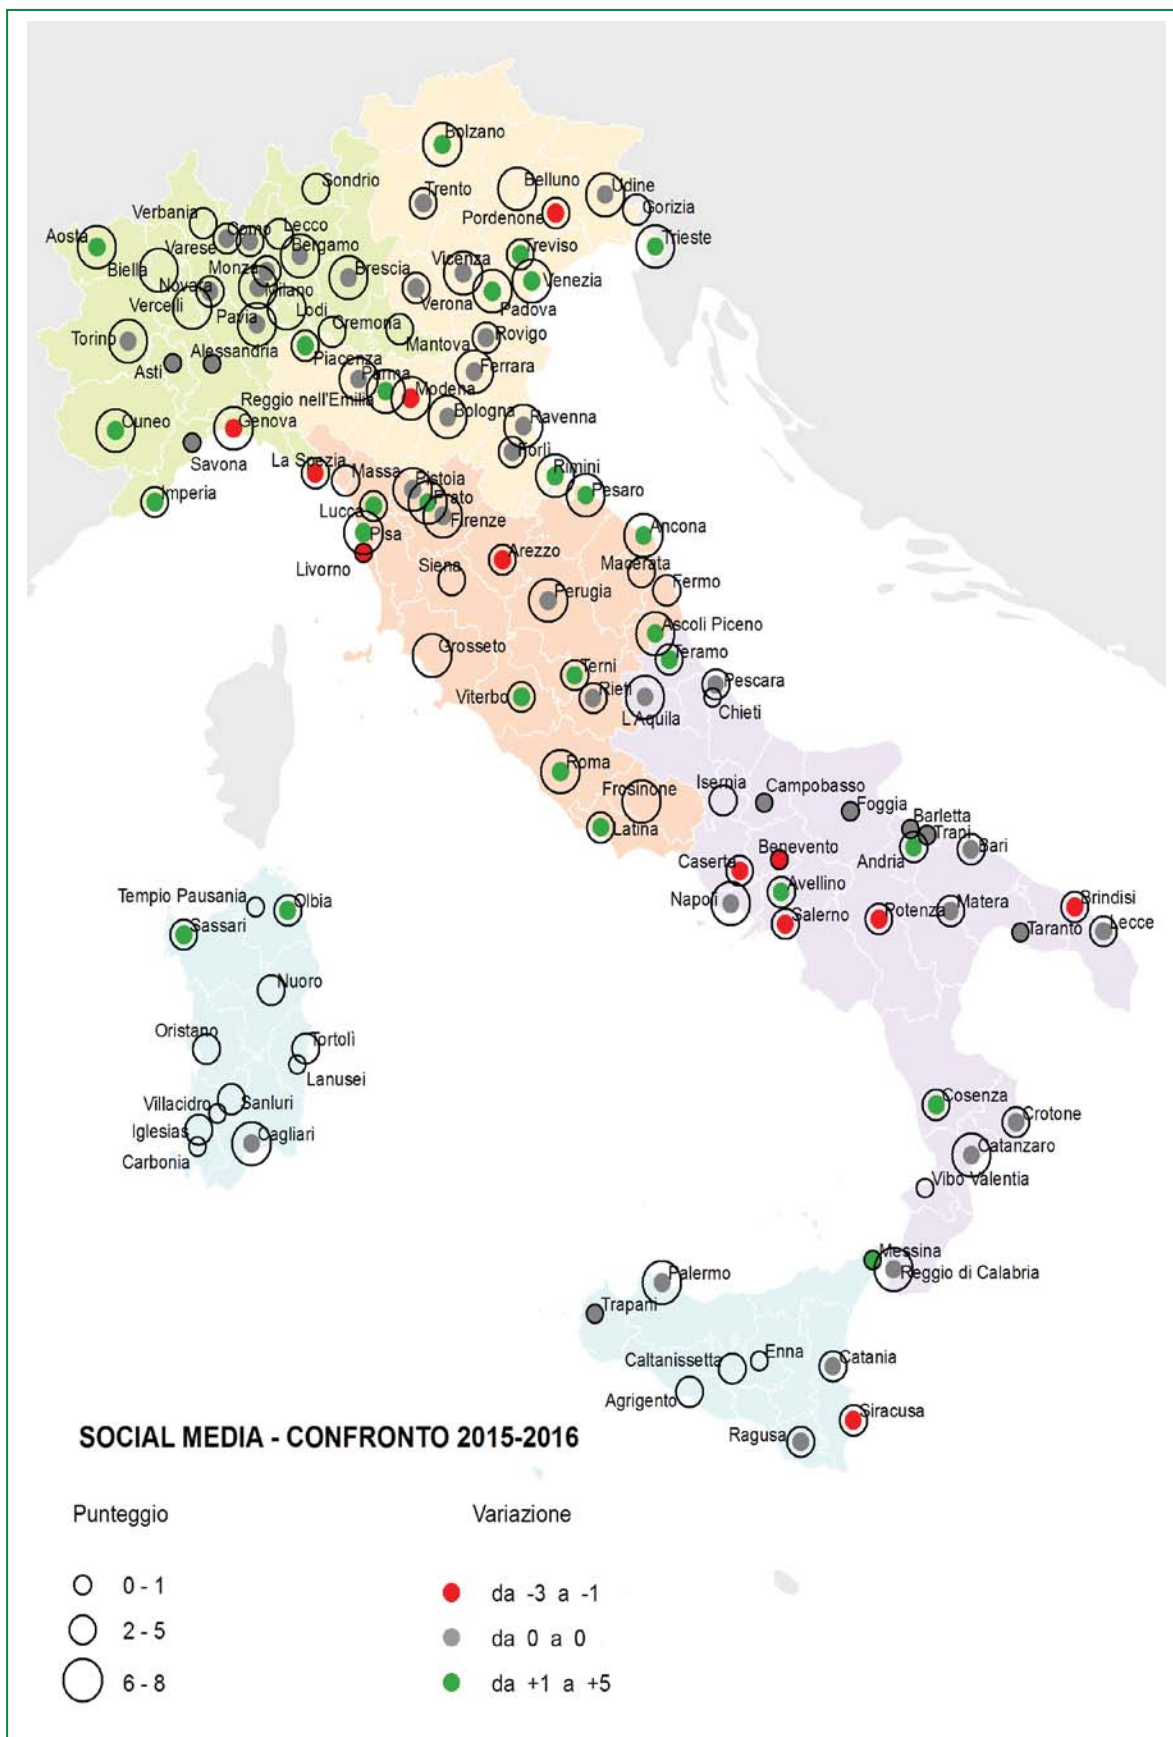 Bolzano
Sondrio
Belluno
Udine
Trento
Verbania
Pordenone
Gorizia
Lecco
Como
Aosta
Varese
Bergamo
Treviso
Trieste
Vicenza
Biella
Monza
Brescia
Venezia
Novara
Milano
Verona
Padova
Vercelli
Lodi
Pavia
Cremona
Torino
Rovigo
Mantova
Alessandria
Piacenza
Asti
Parma
Ferrara
Modena
Reggio nell'Emilia
Bologna
Cuneo
Genova
Ravenna
Forlì
Savona
La Spezia
Massa
Pistoia
Rimini
Imperia
Prato
Pesaro
Lucca
Firenze
Pisa
Ancona
Arezzo
Livorno
Siena
Macerata
Fermo
Perugia
Ascoli Piceno
Grosseto
Teramo
Terni
Pescara
Viterbo
Rieti
L'Aquila
Chieti
Roma
Isernia
Campobasso
Frosinone
Foggia
Barletta
Latina
Trani
Benevento
Bari
Caserta
Andria
Avellino
Tempio Pausania
Olbia
Napoli
Matera
Brindisi
Sassari
Salerno
Potenza
Taranto
Lecce
Nuoro
Oristano
Tortolì
Lanusei
Cosenza
Villacidro
Sanluri
Crotone
Iglesias
Cagliari
Catanzaro
Carbonia
Vibo Valentia
Messina
Palermo
Reggio di Calabria
Trapani
Enna
Caltanissetta
Catania
Agrigento
Siracusa
Ragusa
SOCIAL MEDIA - CONFRONTO 2015-2016
Punteggio
Variazione
0 - 1
da -3 a -1
2 - 5
da 0 a 0
6 - 8
da +1 a +5